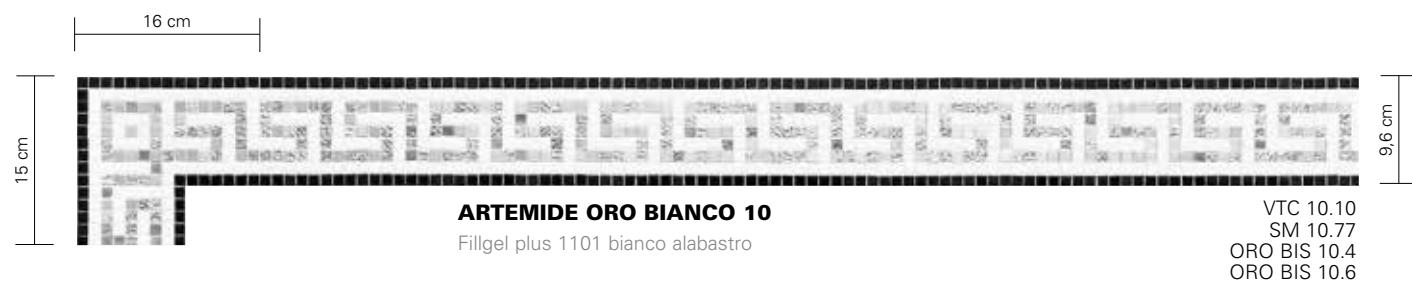 16 cm
15 cm
9,6 cm
ARTEMIDE ORO BIANCO 10
Fillgel plus 1101 bianco alabastro
VTC 10.10
SM 10.77
ORO BIS 10.4
ORO BIS 10.6